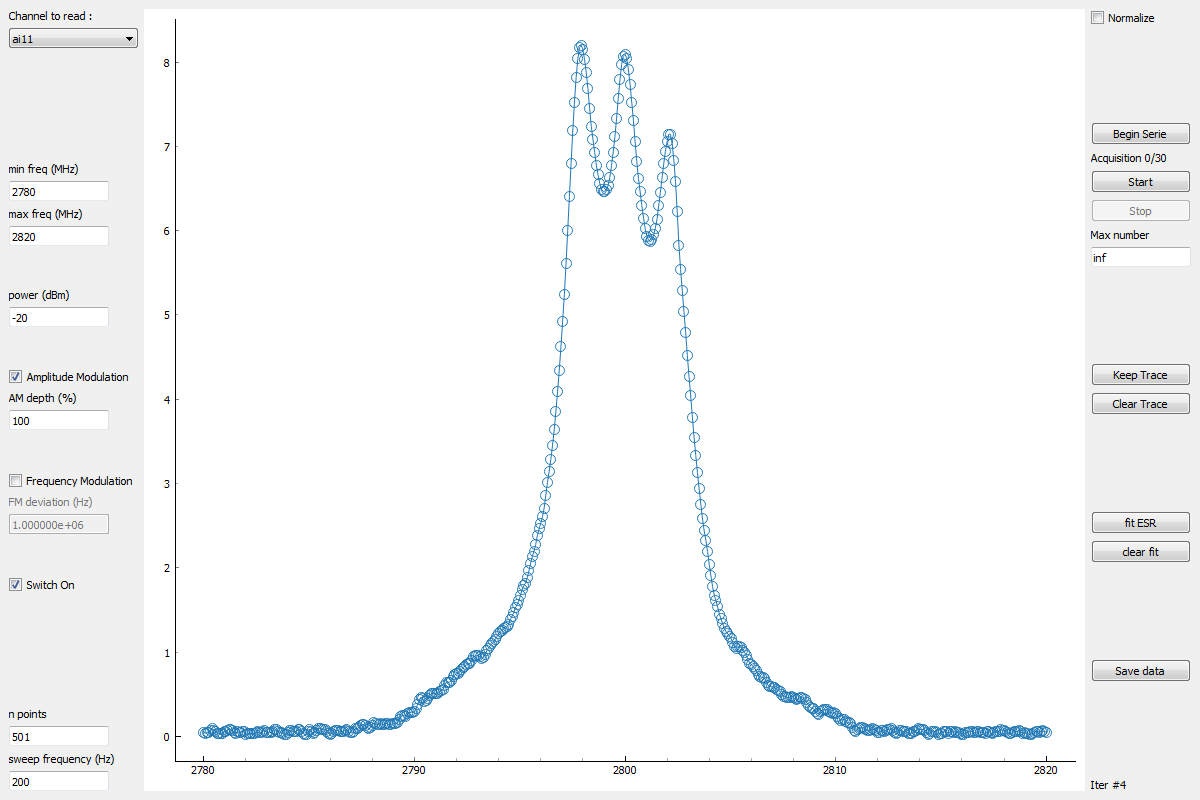 Channel to read :
ai11
min freq (MHz)
2780
max freq (MHz)
2820
power (dBm)
-20
Amplitude Modulation
AM depth (%)
100
Frequency Modulation
FM deviation (Hz)
1.000000e+06
Switch On
n points
501
sweep frequency (Hz)
200
8
7
6
5
4
3
2
1
0
2780
2790
2800
2810
2820
Normalize
Begin Serie
Acquisition 0/30
Start
Stop
Max number
inf
Keep Trace
Clear Trace
fit ESR
clear fit
Save data
Iter #4